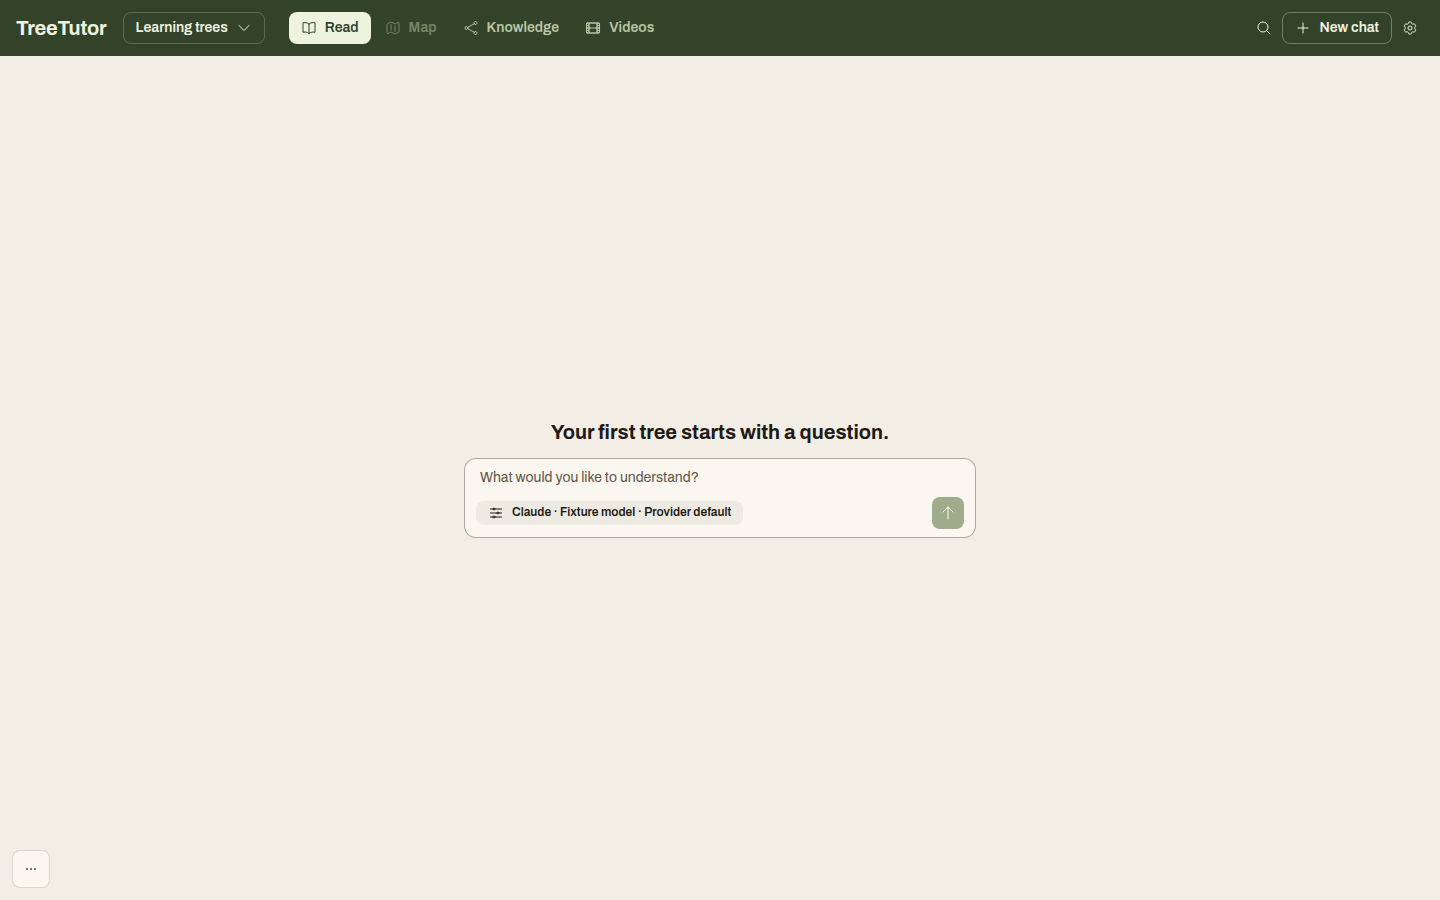 TreeTutor
Learning trees
Read
Map
Knowledge
Videos
New chat
Your first tree starts with a question.
What would you like to understand?
Claude · Fixture model · Provider default
...